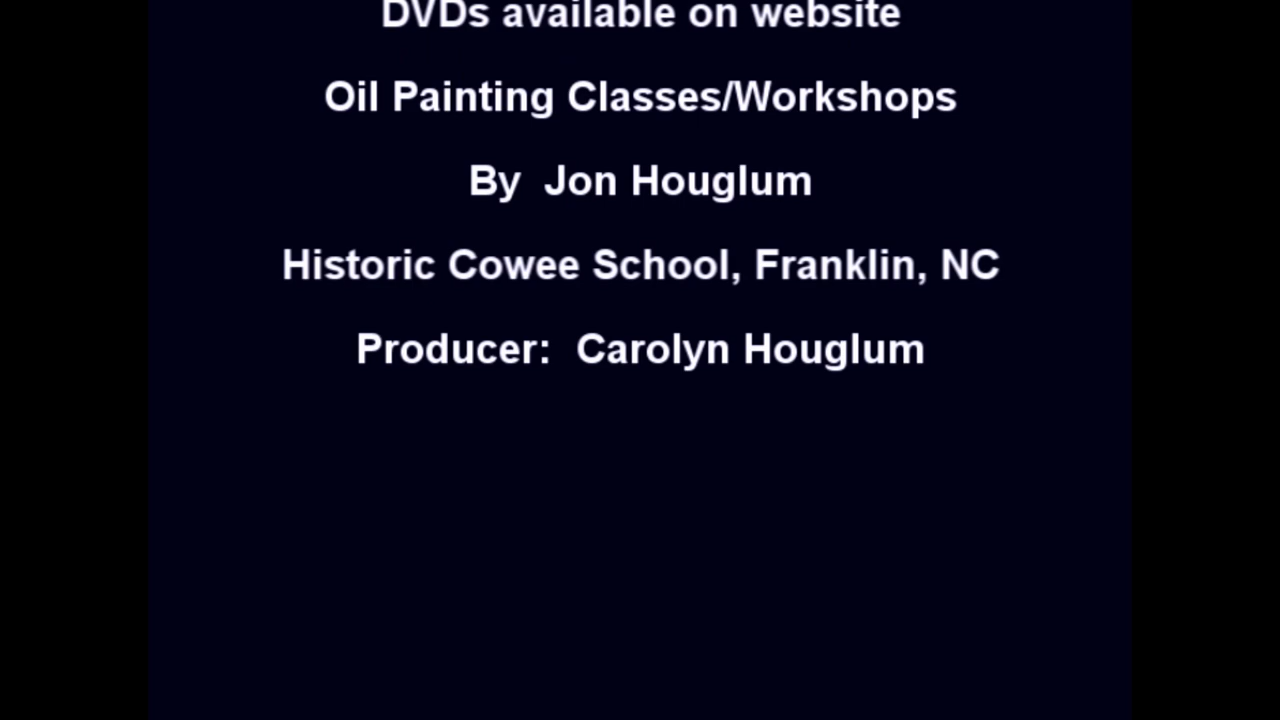 DVDs available on website
Oil Painting Classes/Workshops
By  Jon Houglum
Historic Cowee School, Franklin, NC
Producer:  Carolyn Houglum